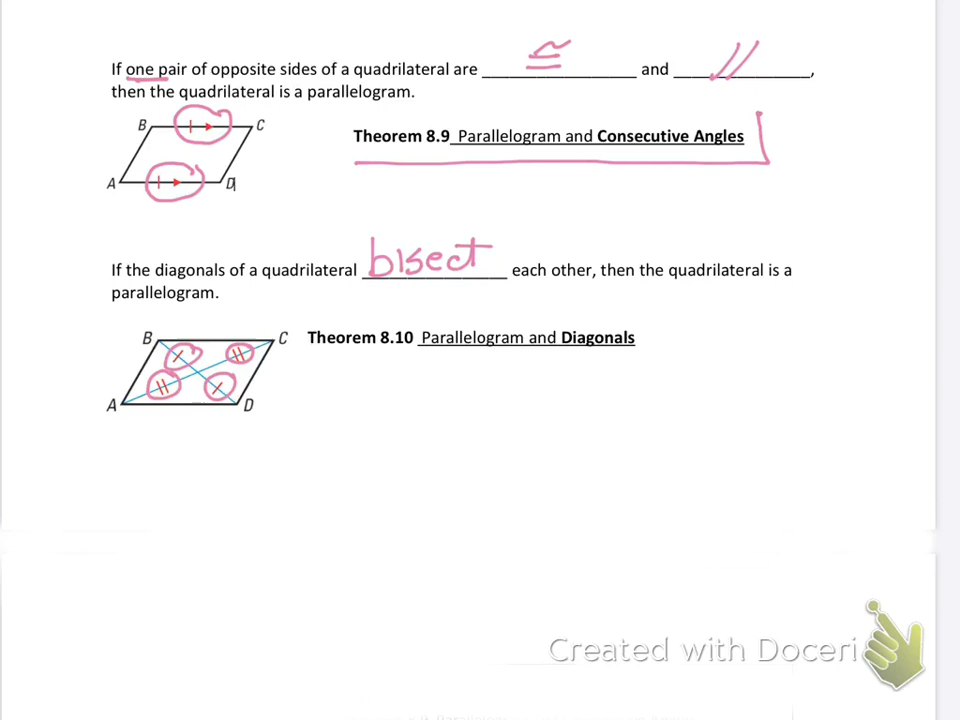 If one pair of opposite sides of a quadrilateral are ≅ and //,
then the quadrilateral is a parallelogram.
B C
Theorem 8.9 Parallelogram and Consecutive Angles
A D
If the diagonals of a quadrilateral bisect each other, then the quadrilateral is a
parallelogram.
B C Theorem 8.10 Parallelogram and Diagonals
A D
Created with Doceri